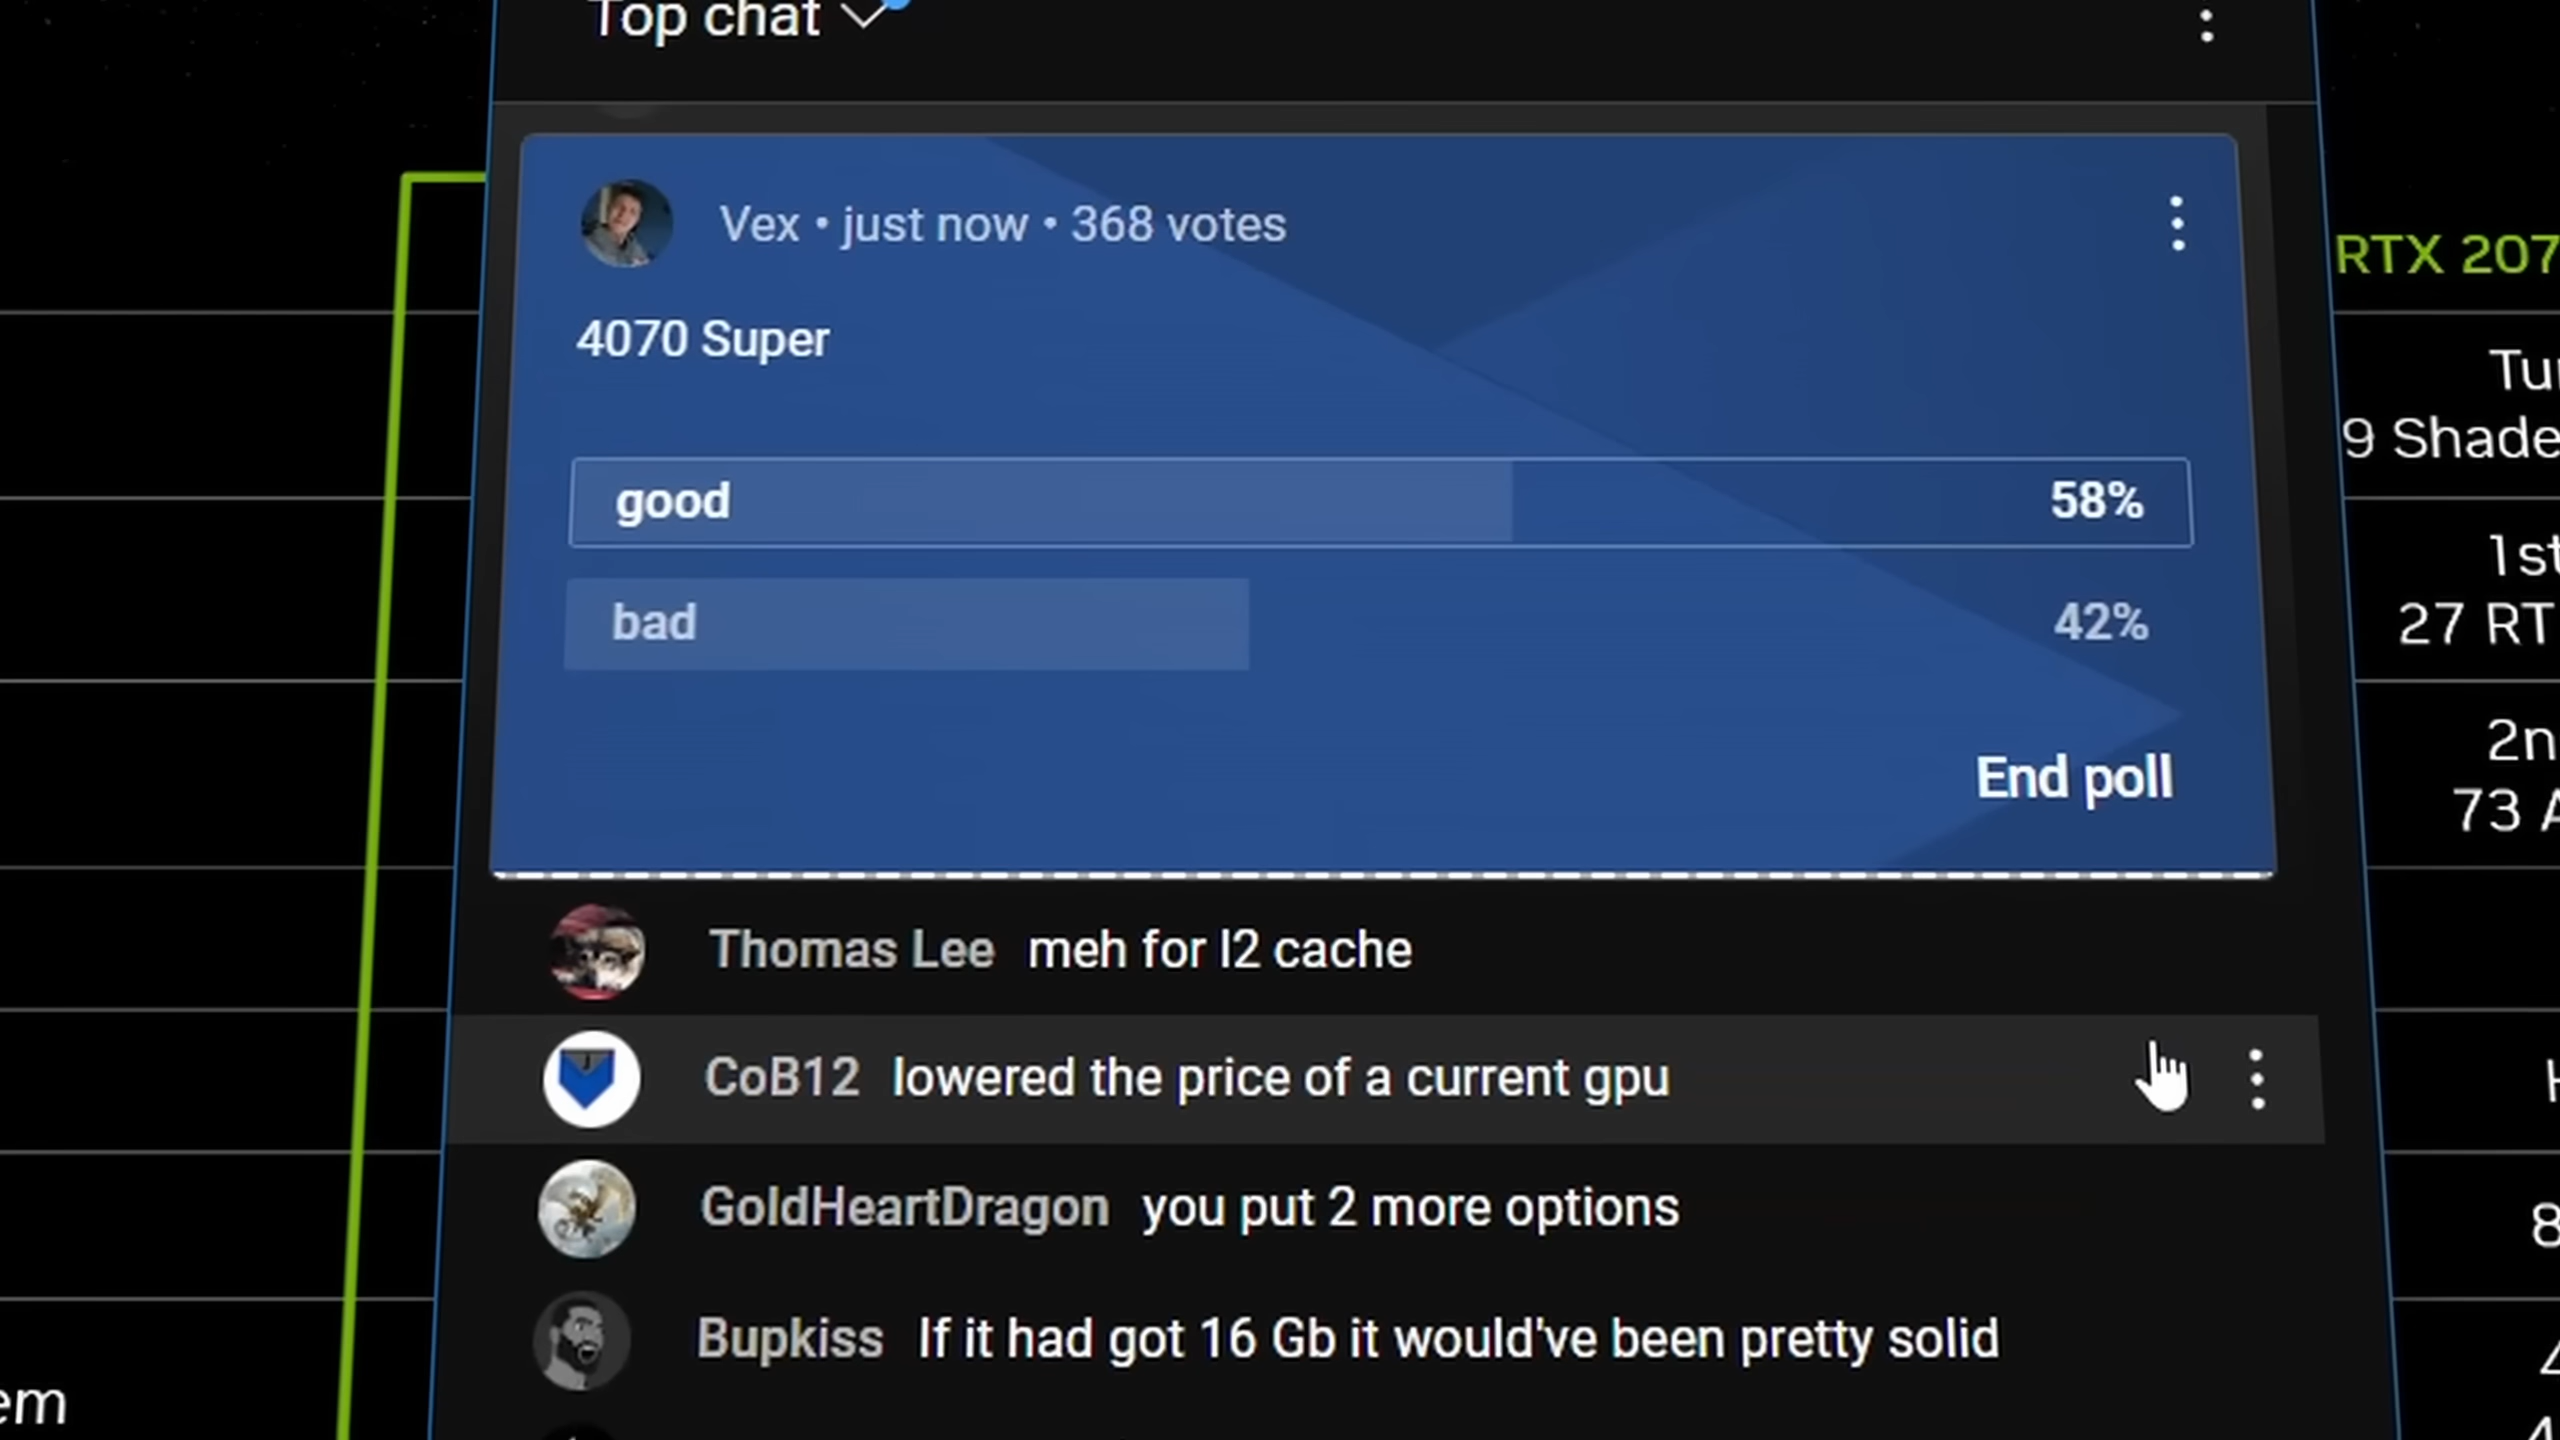 Top chat
Vex • just now • 368 votes
4070 Super
good 58%
bad 42%
End poll
Thomas Lee meh for l2 cache
CoB12 lowered the price of a current gpu
GoldHeartDragon you put 2 more options
Bupkiss If it had got 16 Gb it would've been pretty solid
RTX 207
9 Shade
1st
27 RT
2n
73
8
em